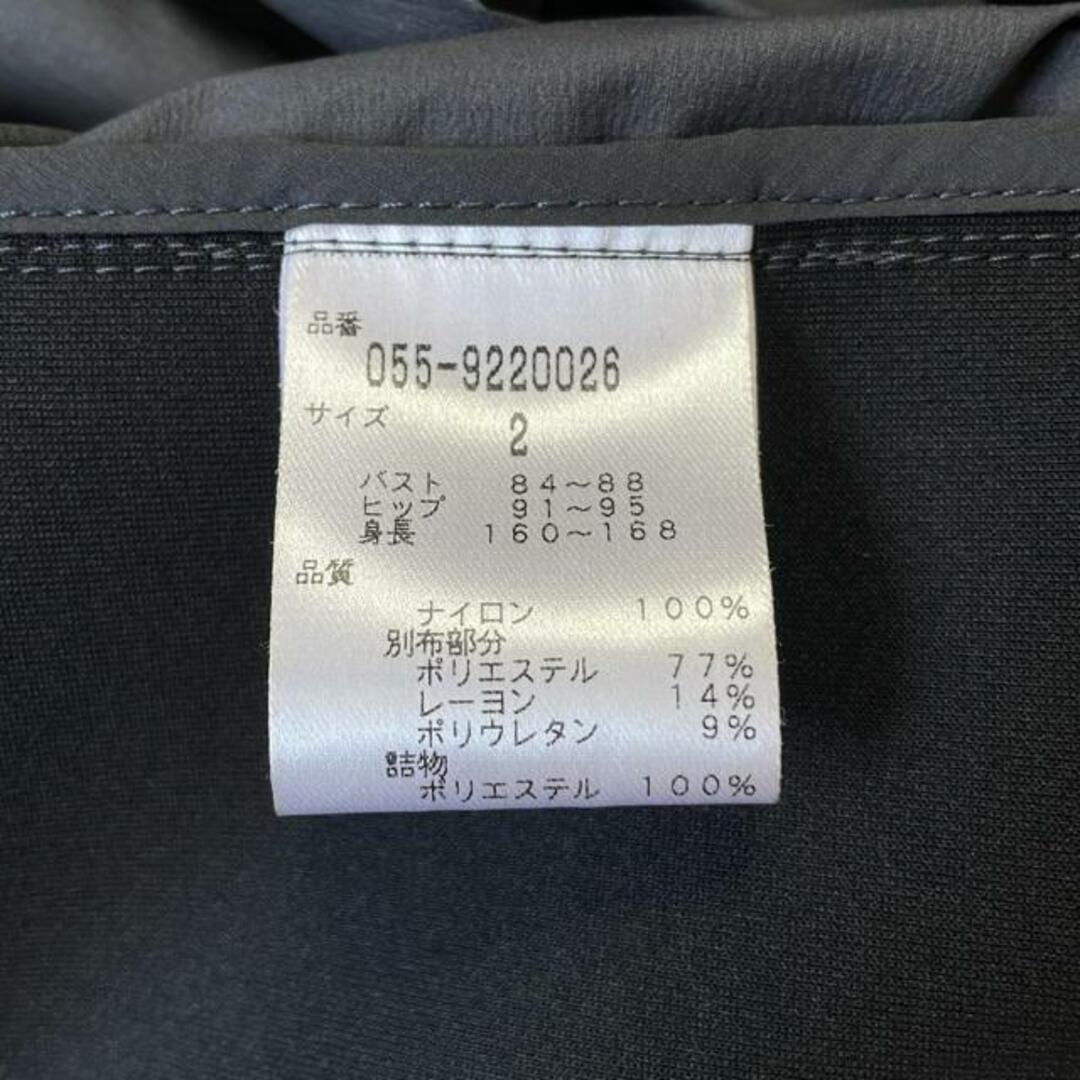 品番
055-9220026
サイズ
2
バスト 84～88
ヒップ 91～95
身長 160～168
品質
ナイロン 100%
別布部分
ポリエステル 77%
レーヨン 14%
ポリウレタン 9%
詰物
ポリエステル 100%